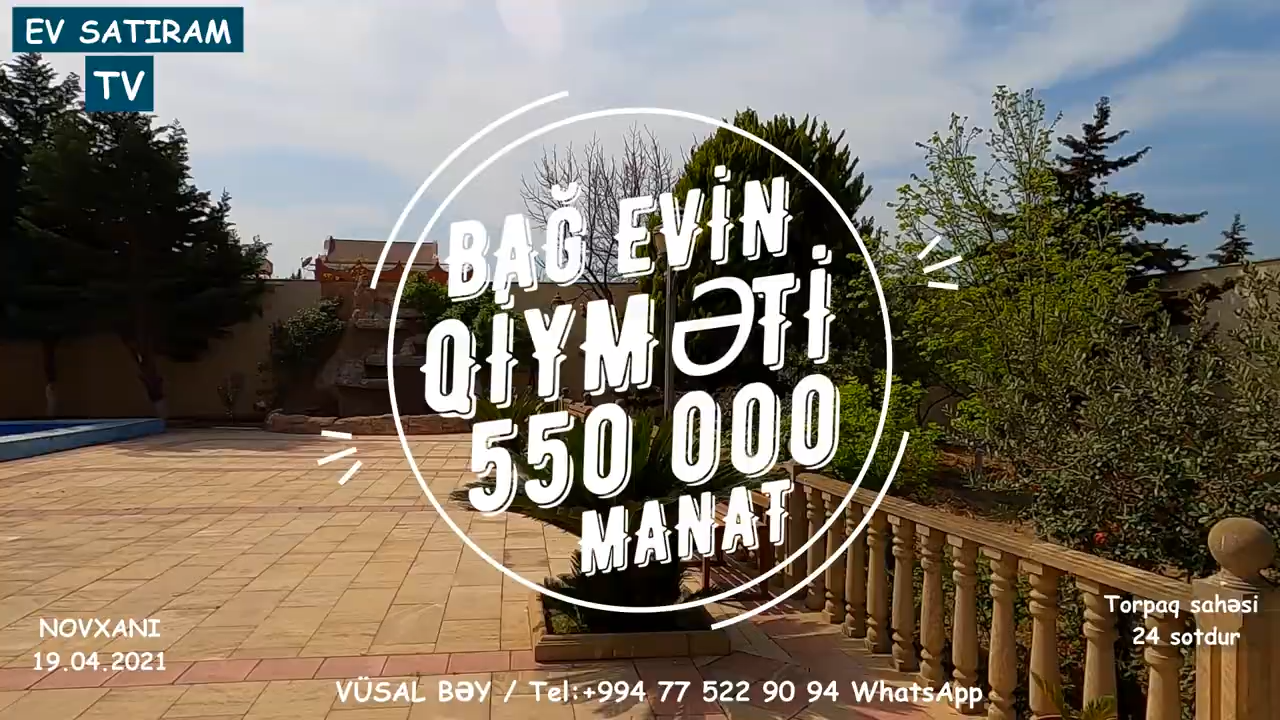 EV SATIRAM
TV
BAĞ EVİN
QİYMƏTİ
550 000
MANAT
NOVXANI
19.04.2021
Torpaq sahəsi
24 sotdur
VÜSAL BƏY / Tel:+994 77 522 90 94 WhatsApp